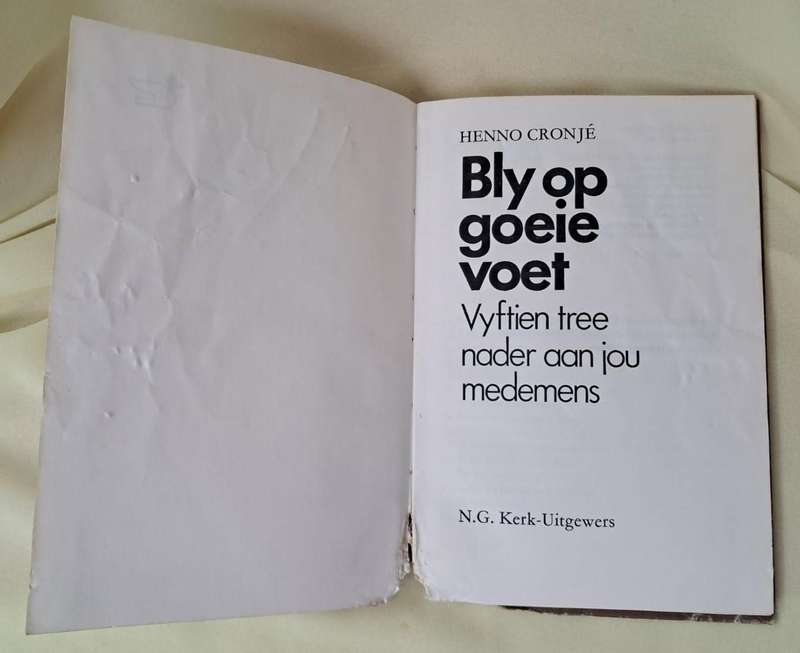 HENNO CRONJÉ
Bly op
goeie
voet
Vyftien tree
nader aan jou
medemens
N.G. Kerk-Uitgewers